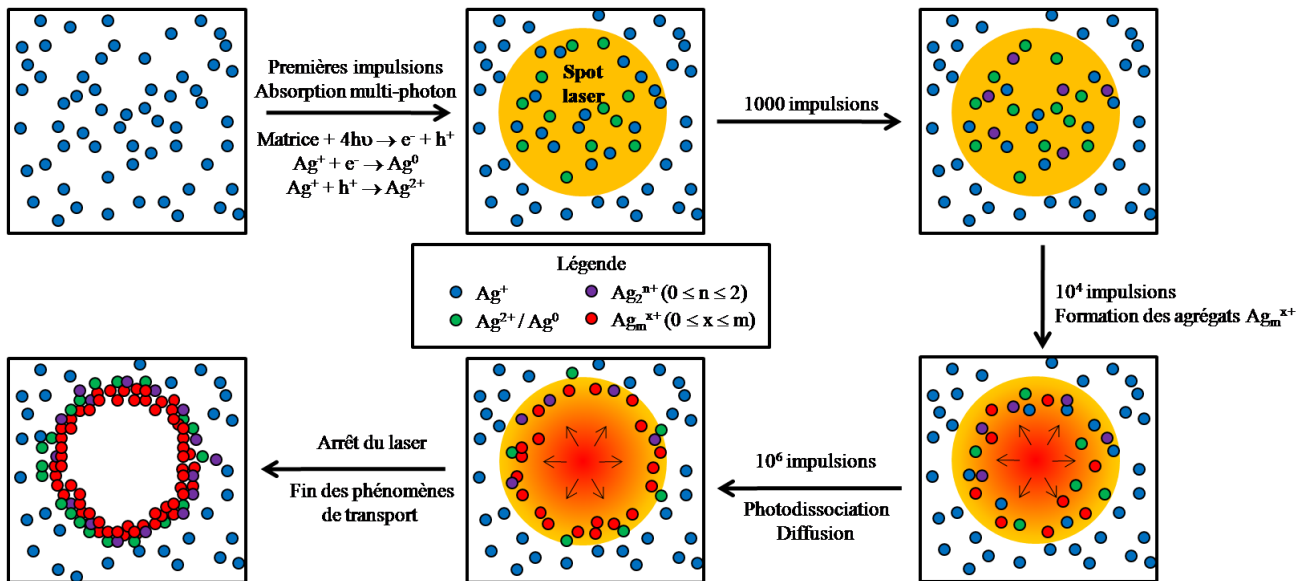 Premières impulsions
Absorption multi-photon
Matrice + 4hυ → e⁻ + h⁺
Ag⁺ + e⁻ → Ag⁰
Ag⁺ + h⁺ → Ag²⁺
Spot
laser
1000 impulsions
Légende
Ag⁺
Ag₂ⁿ⁺ (0 ≤ n ≤ 2)
Ag²⁺ / Ag⁰
Agₘˣ⁺ (0 ≤ x ≤ m)
10⁴ impulsions
Formation des agrégats Agₘˣ⁺
10⁶ impulsions
Photodissociation
Diffusion
Arrêt du laser
Fin des phénomènes
de transport